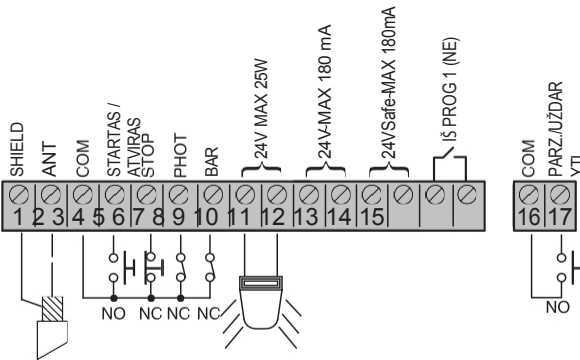 SHIELD
ANT
COM
STARTAS /
ATVIRAS
STOP
PHOT
BAR
24V MAX 25W
24V-MAX 180 mA
24VSafe-MAX 180mA
IŠ PROG 1 (NE)
COM
PARZ./UŽDAR
YTI
1 2 3 4 5 6 7 8 9 10 11 12 13 14 15
16 17
NO NC NC NC
NO